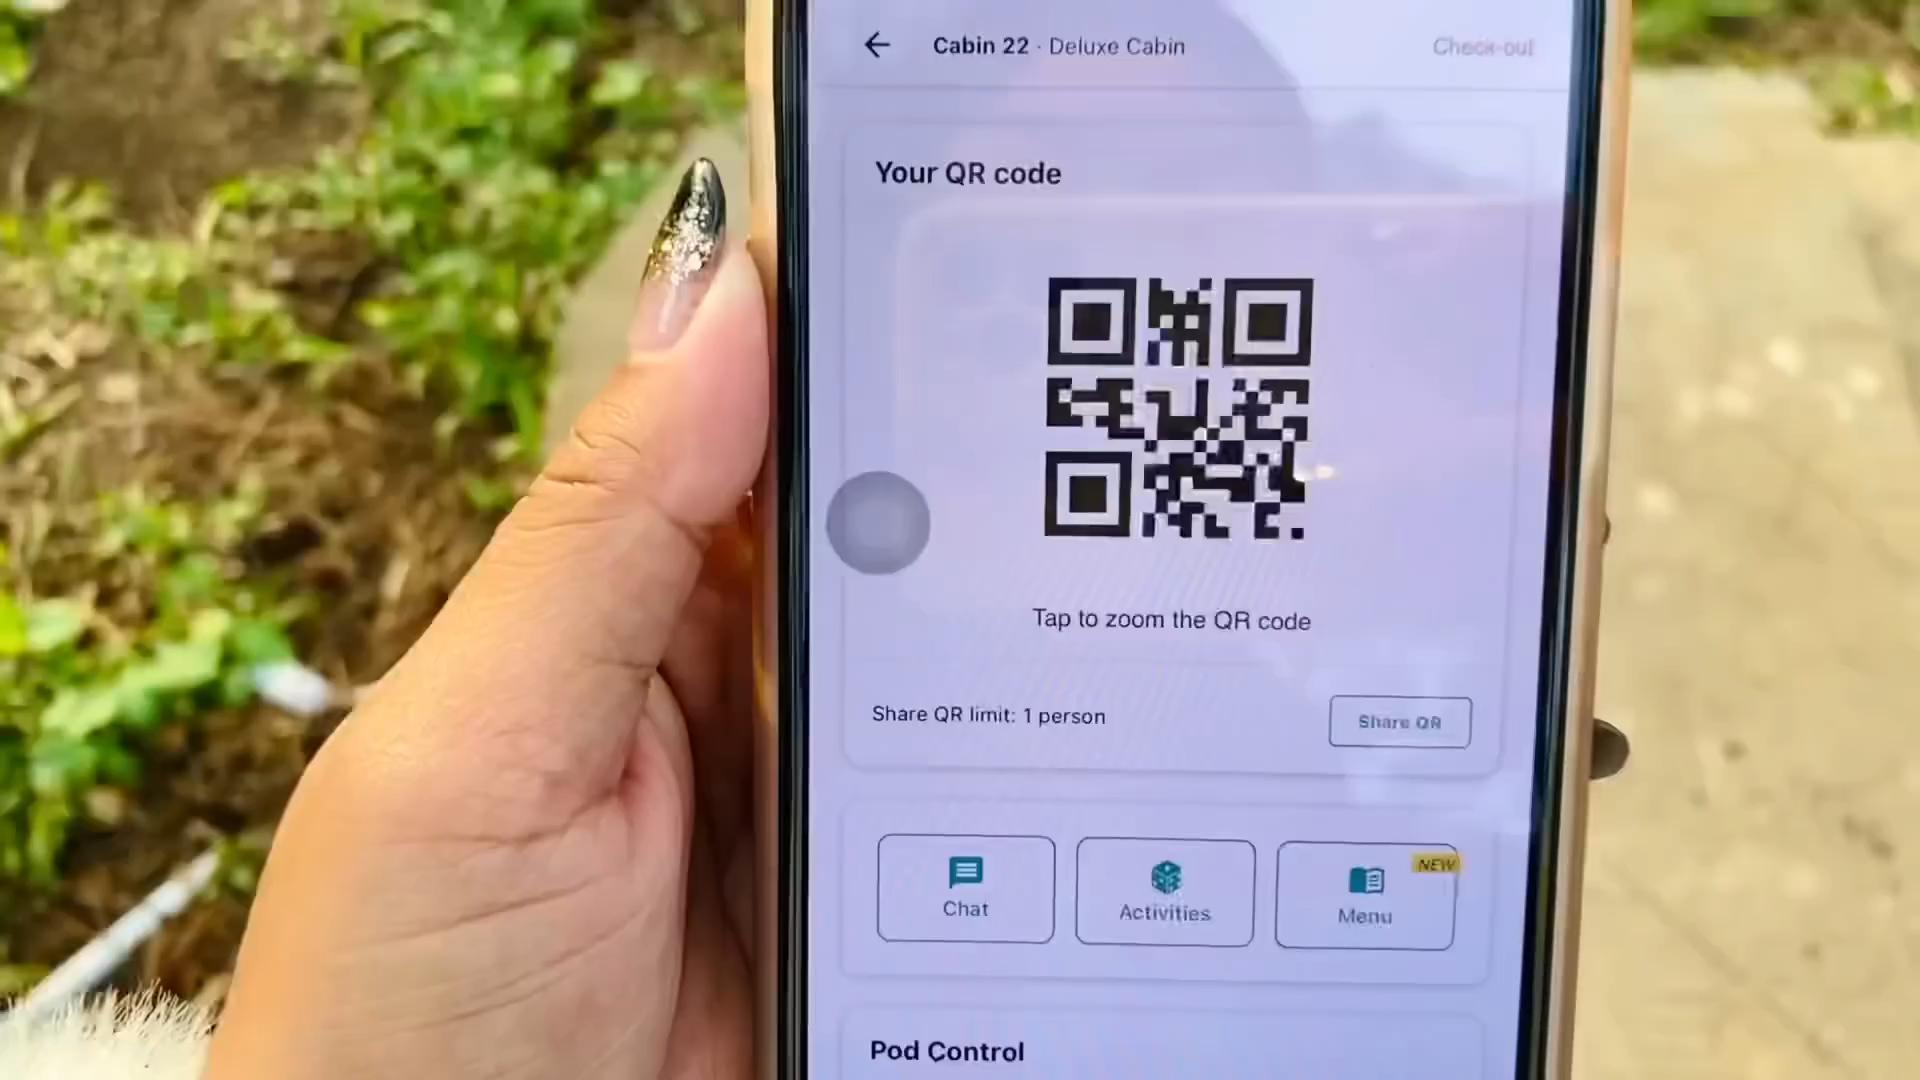 Cabin 22 · Deluxe Cabin
Check-out
Your QR code
Tap to zoom the QR code
Share QR limit: 1 person
Share QR
Chat
Activities
NEW
Menu
Pod Control